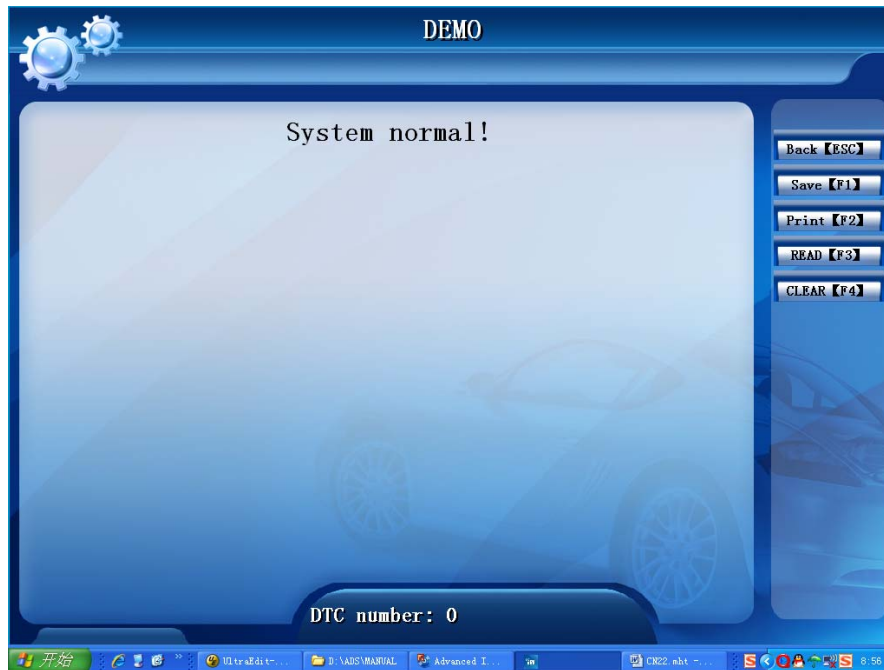 DEMO
System normal!
Back【ESC】
Save【F1】
Print【F2】
READ【F3】
CLEAR【F4】
DTC number: 0
开始
UltraEdit-...
D:\ADS\MANUAL
Advanced I...
CN22.mht -...
8:56